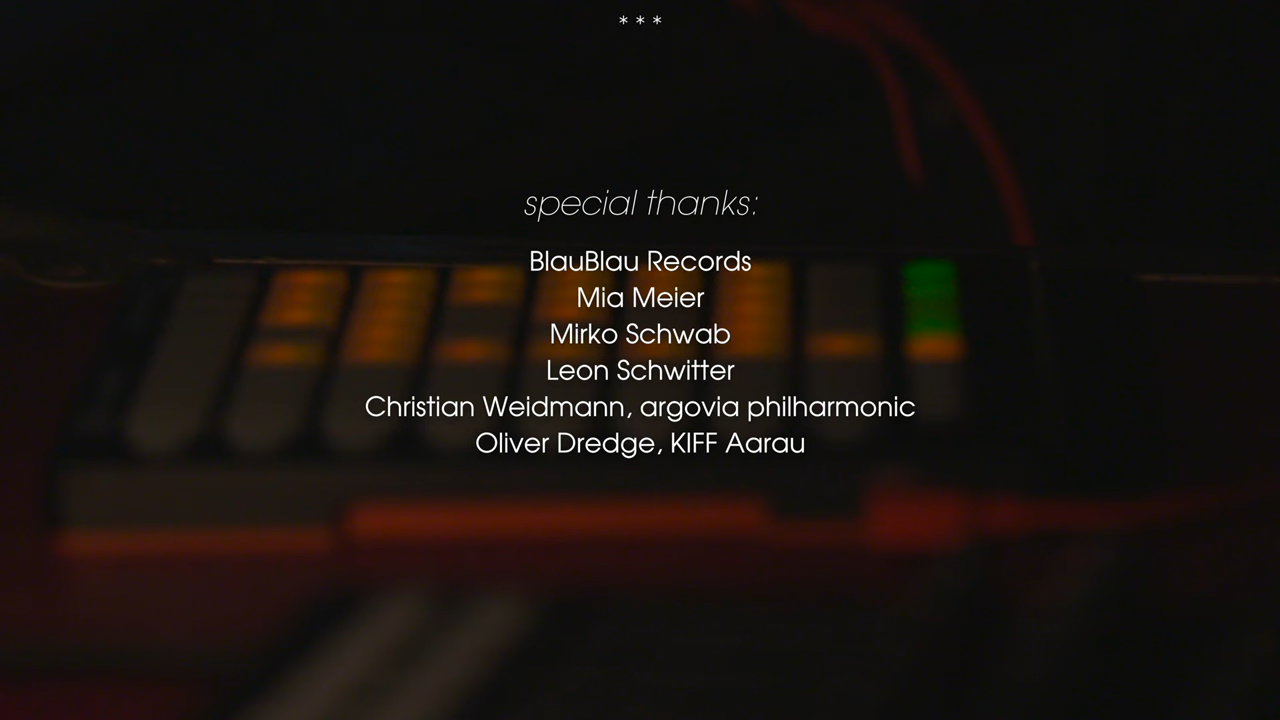 * * *
special thanks:
BlauBlau Records
Mia Meier
Mirko Schwab
Leon Schwitter
Christian Weidmann, argovia philharmonic
Oliver Dredge, KIFF Aarau